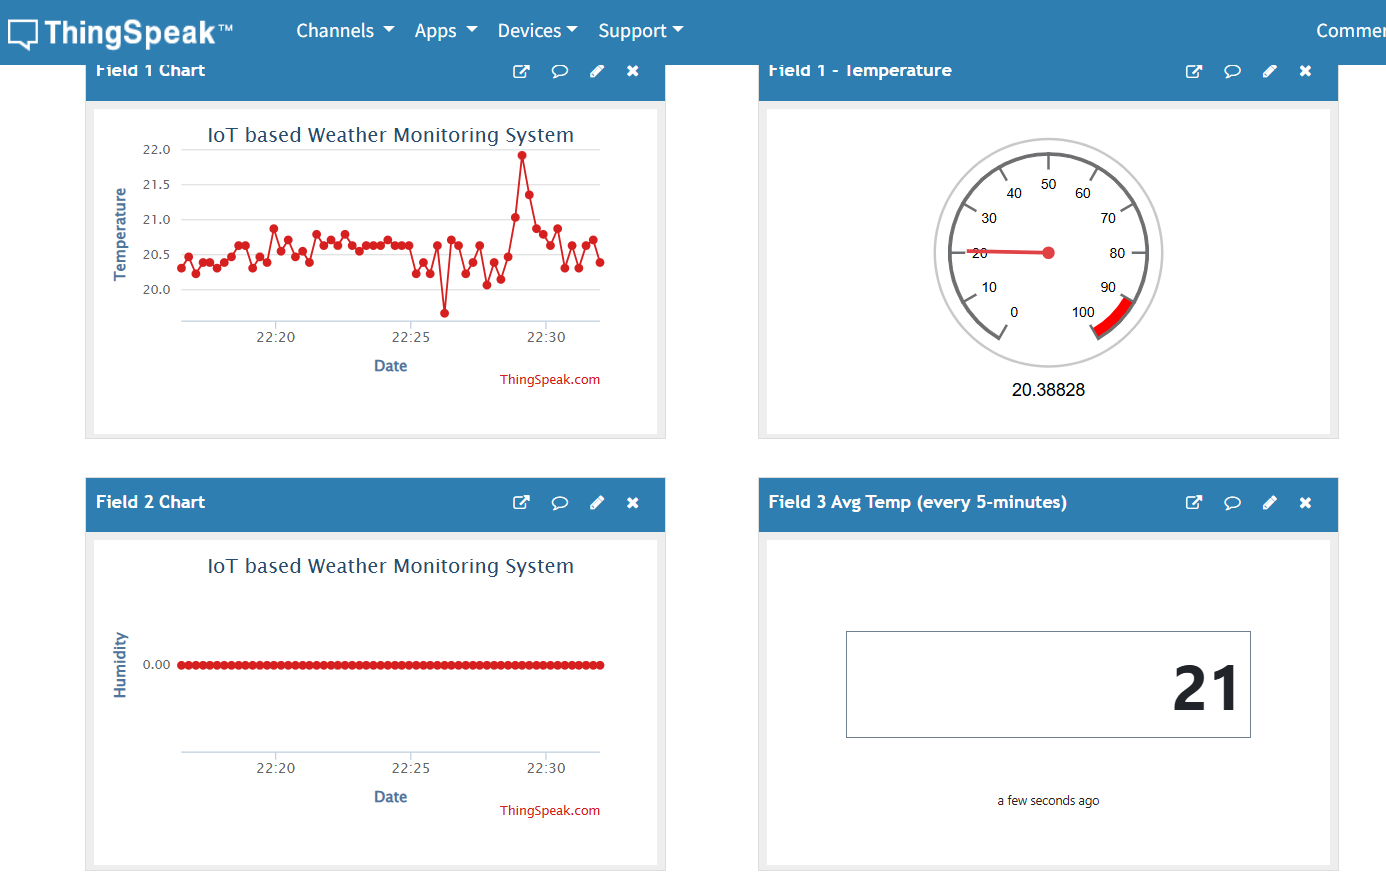 ThingSpeak™ Channels Apps Devices Support
Field 1 Chart
IoT based Weather Monitoring System
22.0
21.5
21.0
20.5
20.0
Temperature
22:20 22:25 22:30
Date
ThingSpeak.com
Field 1 - Temperature
0
10
20
30
40
50
60
70
80
90
100
20.38828
Field 2 Chart
IoT based Weather Monitoring System
Humidity
0.00
22:20 22:25 22:30
Date
ThingSpeak.com
Field 3 Avg Temp (every 5-minutes)
21
a few seconds ago